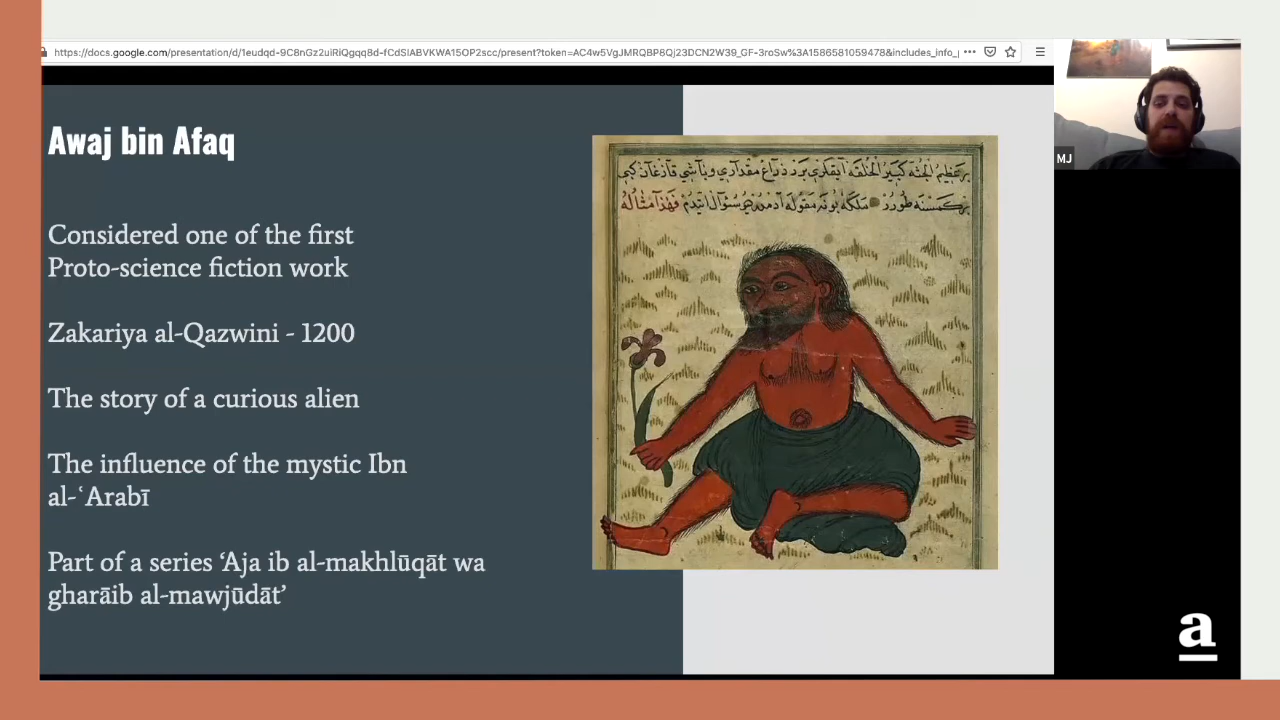 https://docs.google.com/presentation/d/1eudqd-9C8nGz2uiRiQgqq8d-fCdSIABVKWA15OP2scc/present?token=AC4w5VgJMRQBP8Qj23DCN2W39_GF-3roSw%3A1586581059478&includes_info_
Awaj bin Afaq
Considered one of the first
Proto-science fiction work
Zakariya al-Qazwini - 1200
The story of a curious alien
The influence of the mystic Ibn
al-ʿArabī
Part of a series ‘Aja ib al-makhlūqāt wa
gharāib al-mawjūdāt’
MJ
a